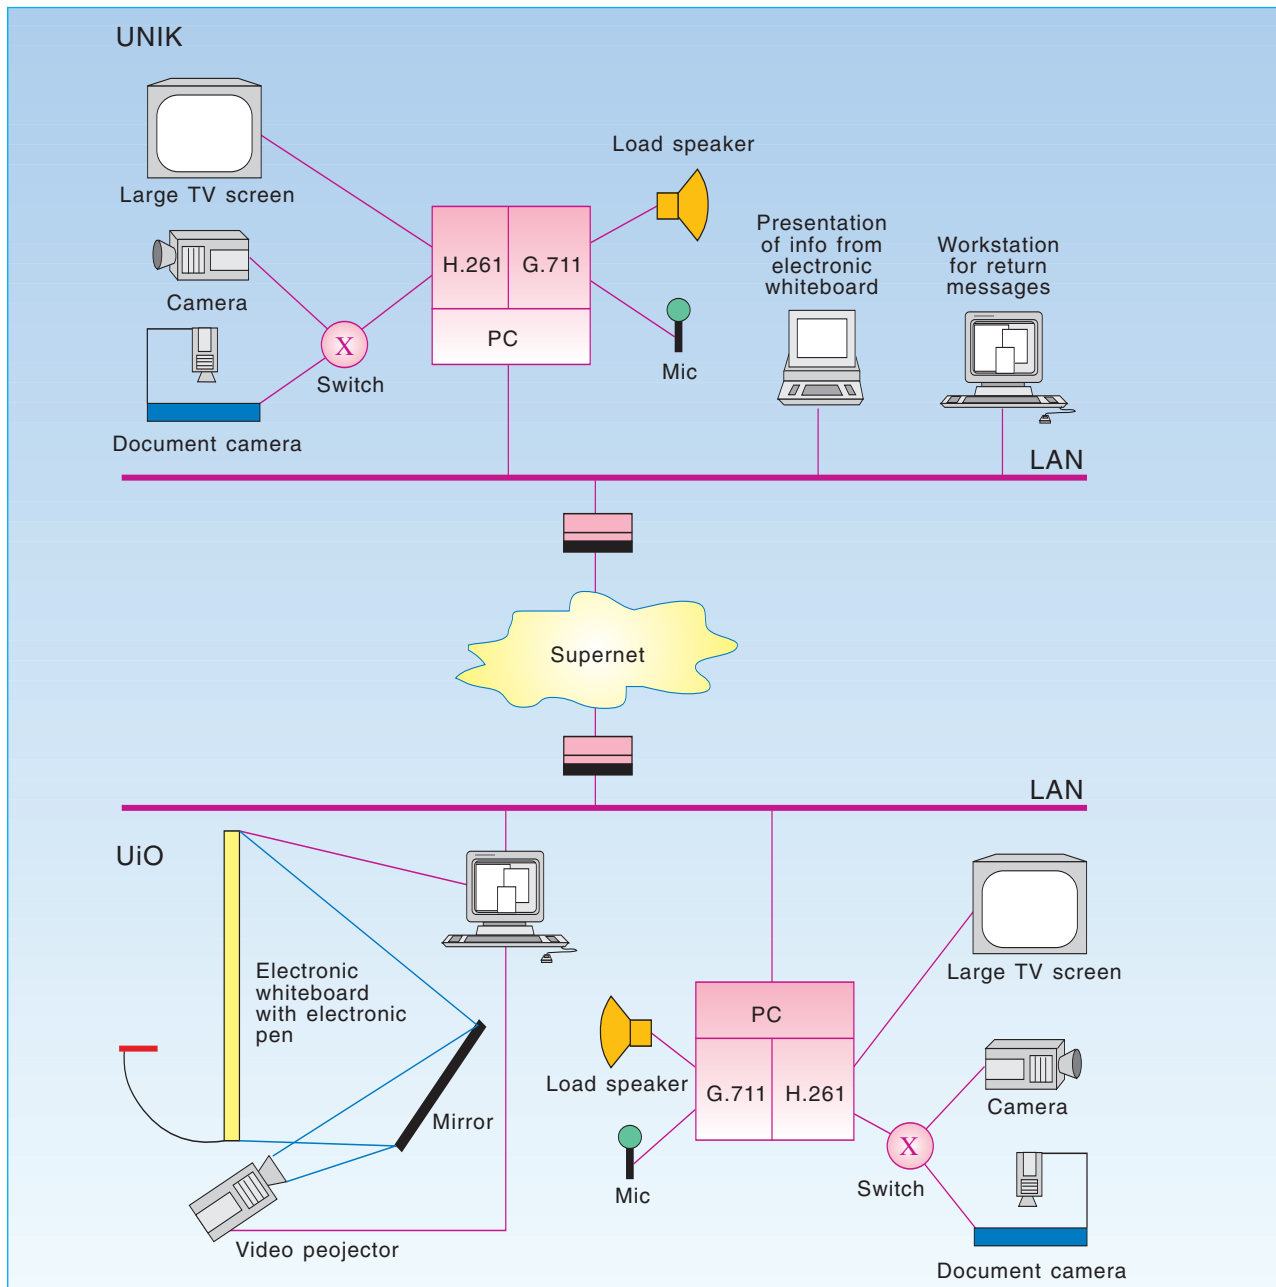 UNIK
Load speaker
Large TV screen
Presentation
of info from
electronic
whiteboard
Workstation
for return
messages
H.261
G.711
Camera
PC
X
Switch
Mic
Document camera
LAN
Supernet
LAN
UiO
Electronic
whiteboard
with electronic
pen
Large TV screen
PC
Load speaker
G.711
H.261
Camera
Mirror
X
Mic
Switch
Video peojector
Document camera